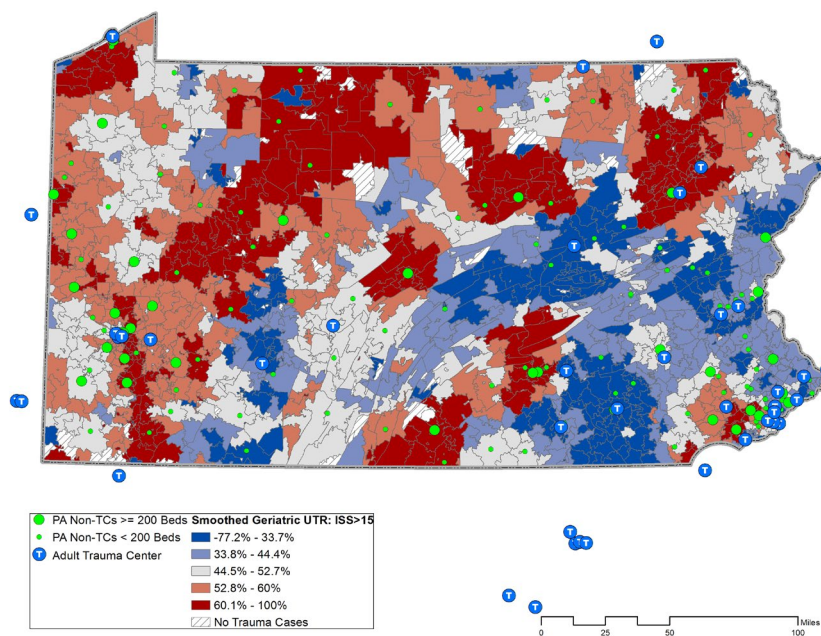 T
PA Non-TCs >= 200 Beds
PA Non-TCs < 200 Beds
T Adult Trauma Center
Smoothed Geriatric UTR: ISS>15
-77.2% - 33.7%
33.8% - 44.4%
44.5% - 52.7%
52.8% - 60%
60.1% - 100%
No Trauma Cases
Miles
0 25 50 100